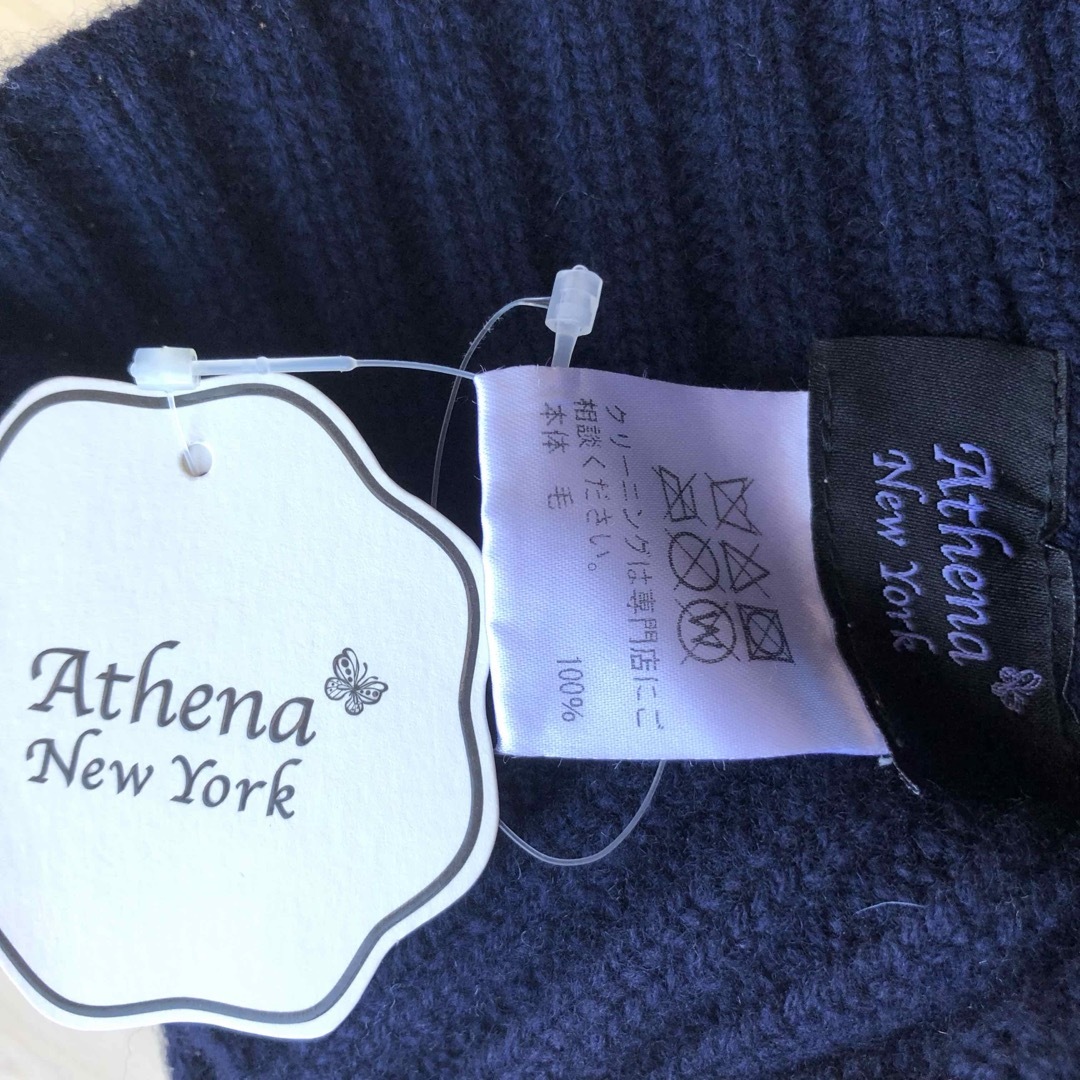 Athena
New York
クリーニングは専門店にご
相談ください。
本体 毛 100%
Athena
New York